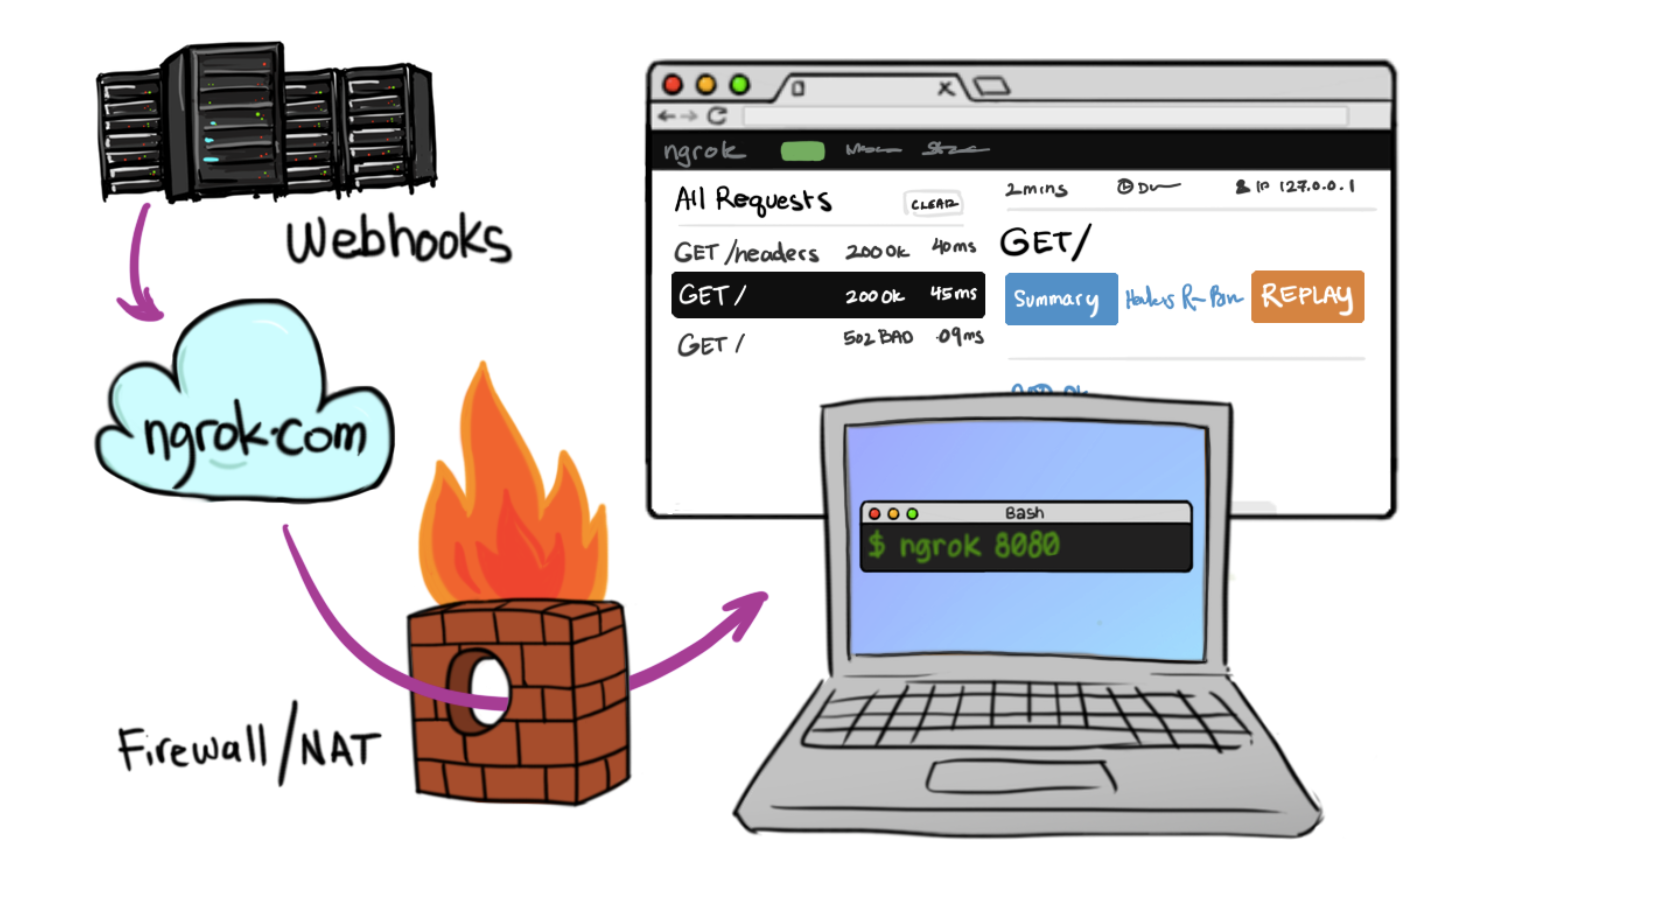 Webhooks
ngrok.com
Firewall/NAT
ngrok
All Requests
CLEAR
GET /headers 200 Ok 40ms
GET / 200 Ok 45ms
GET / 502 BAD .09ms
2mins
IP 127.0.0.1
GET/
Summary
REPLAY
Bash
$ ngrok 8080